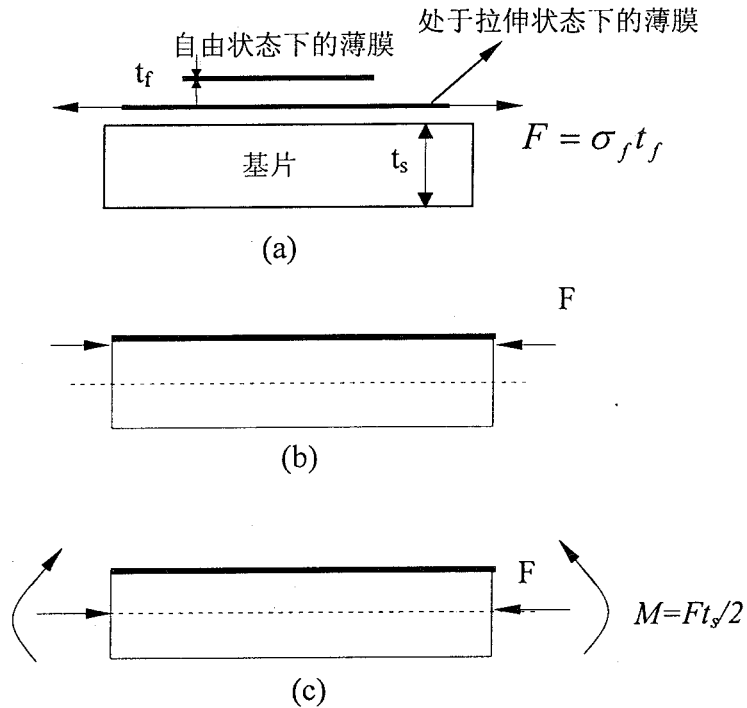 处于拉伸状态下的薄膜
自由状态下的薄膜
t_f
F = σ_f t_f
基片
t_s
(a)
F
(b)
F
M=Ft_s/2
(c)